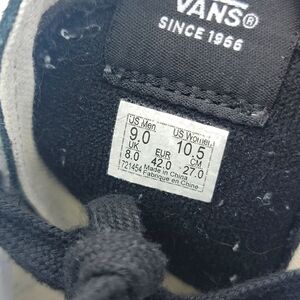 VANS®
SINCE 1966
US Men US Women
9.0 10.5
UK EUR CM
8.0 42.0 27.0
721454 Made in China
Fabriqué en Chine